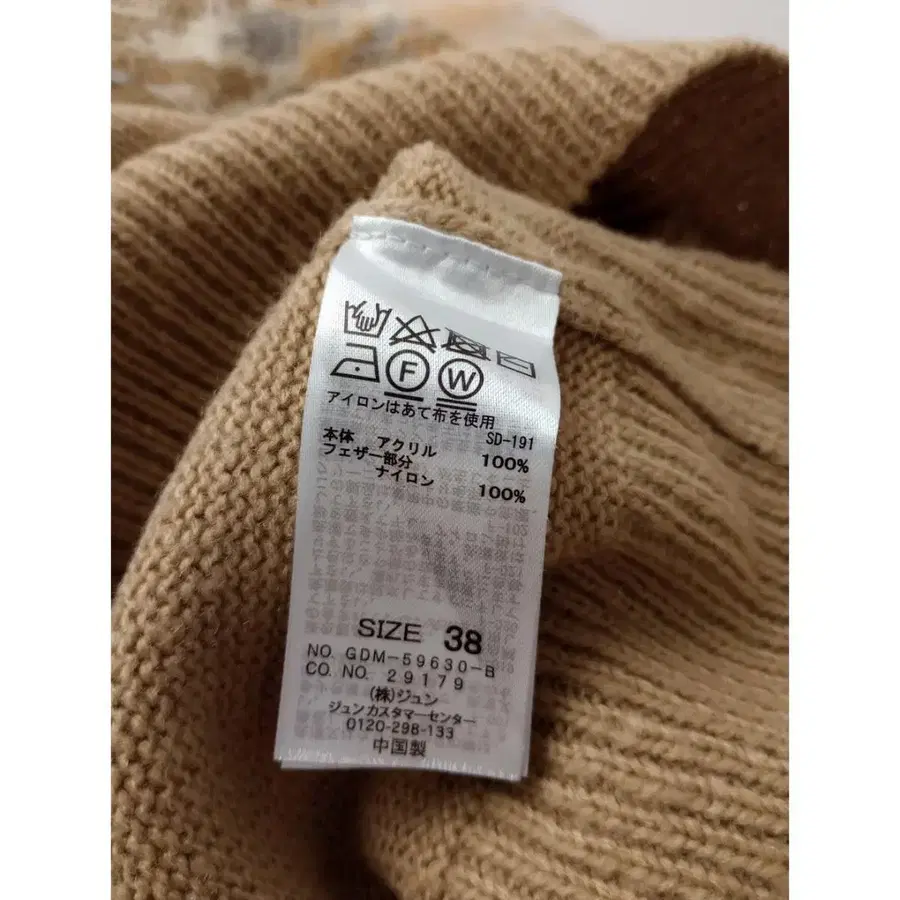 F W
アイロンはあて布を使用
SD-191
本体 アクリル 100%
フェザー部分
ナイロン 100%
SIZE 38
NO. GDM-59630-B
CO. NO. 29179
(株)ジュン
ジュンカスタマーセンター
0120-298-133
中国製